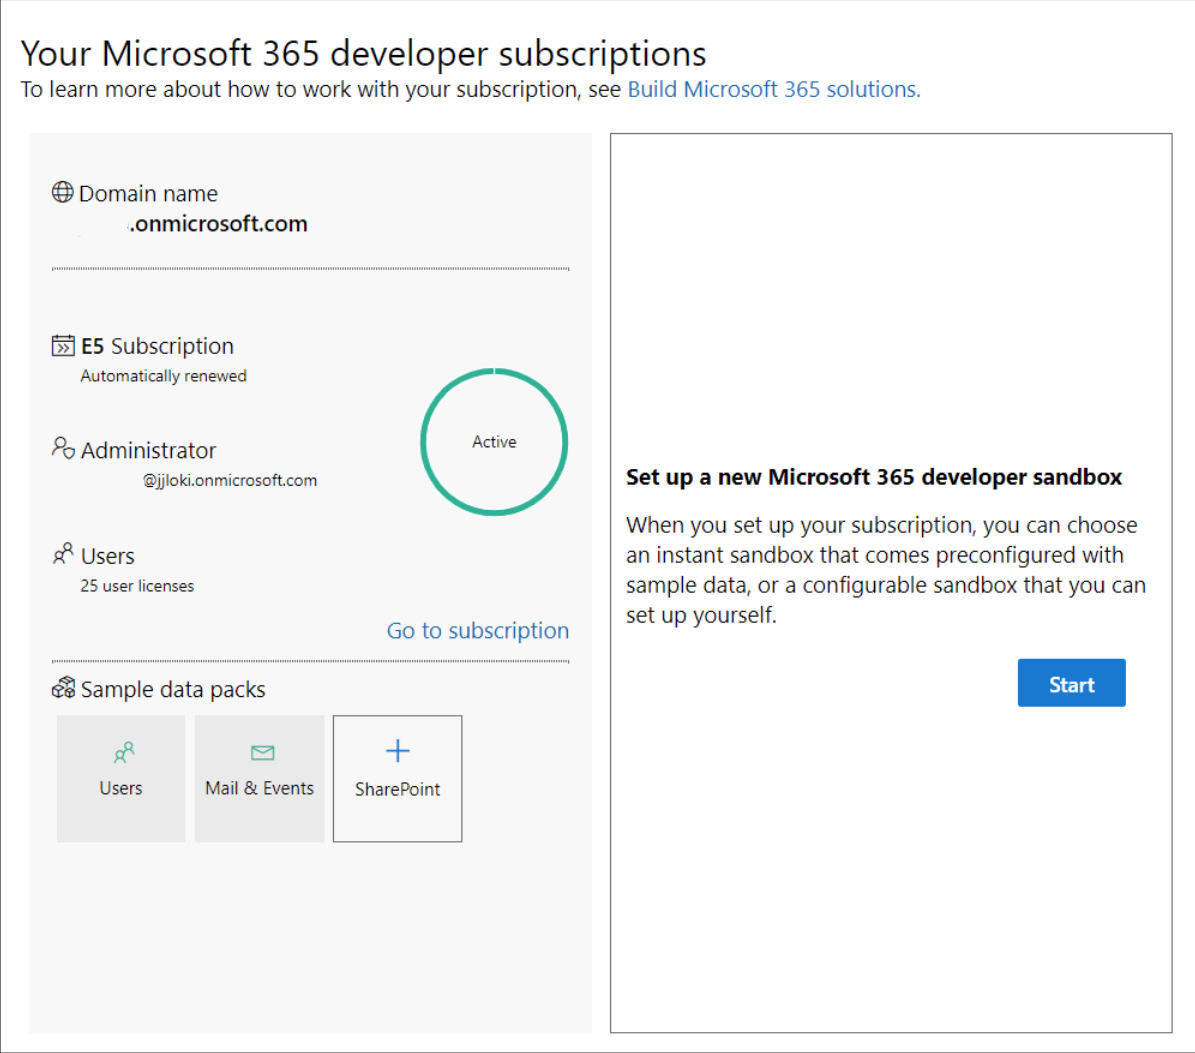 Your Microsoft 365 developer subscriptions
To learn more about how to work with your subscription, see Build Microsoft 365 solutions.
Domain name
.onmicrosoft.com
E5 Subscription
Automatically renewed
Active
Administrator
@jjloki.onmicrosoft.com
Users
25 user licenses
Go to subscription
Sample data packs
Users
Mail & Events
SharePoint
Set up a new Microsoft 365 developer sandbox
When you set up your subscription, you can choose
an instant sandbox that comes preconfigured with
sample data, or a configurable sandbox that you can
set up yourself.
Start